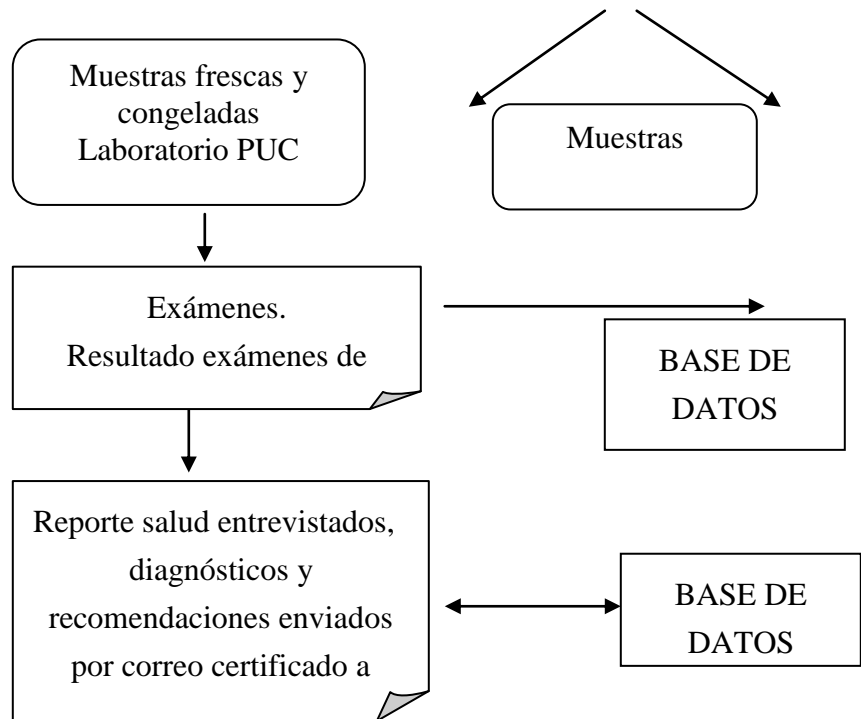 Muestras frescas y
congeladas
Laboratorio PUC
Muestras
Exámenes.
Resultado exámenes de
BASE DE
DATOS
Reporte salud entrevistados,
diagnósticos y
recomendaciones enviados
por correo certificado a
BASE DE
DATOS